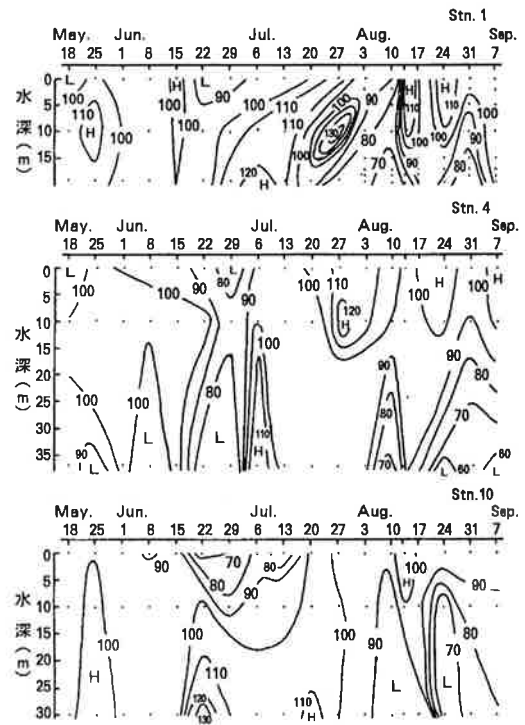 Stn. 1
May. Jun. Jul. Aug. Sep.
18 25 1 8 15 22 29 6 13 20 27 3 10 17 24 31 7
水深(m)
0
5
10
15
L H L H H
100 90 100 100 90 100
110 100 110 80 110 110
H 100 100 130 100 90
120 H 100 70 90 80
Stn. 4
May. Jun. Jul. Aug. Sep.
18 25 1 8 15 22 29 6 13 20 27 3 10 17 24 31 7
水深(m)
0
5
10
15
20
25
30
35
L 90 80 L 90 100 110 100 H H
100 100 120 H
100 90 90
100 100 80 80 80
L L 70 70
90 L 110 H L 60 L
Stn.10
May. Jun. Jul. Aug. Sep.
18 25 1 8 15 22 29 6 13 20 27 3 10 17 24 31 7
水深(m)
0
5
10
15
20
25
30
90 70 80 100 90
80 90 H
100 100 100 100 90 80
H 110 70
120 H L L
130